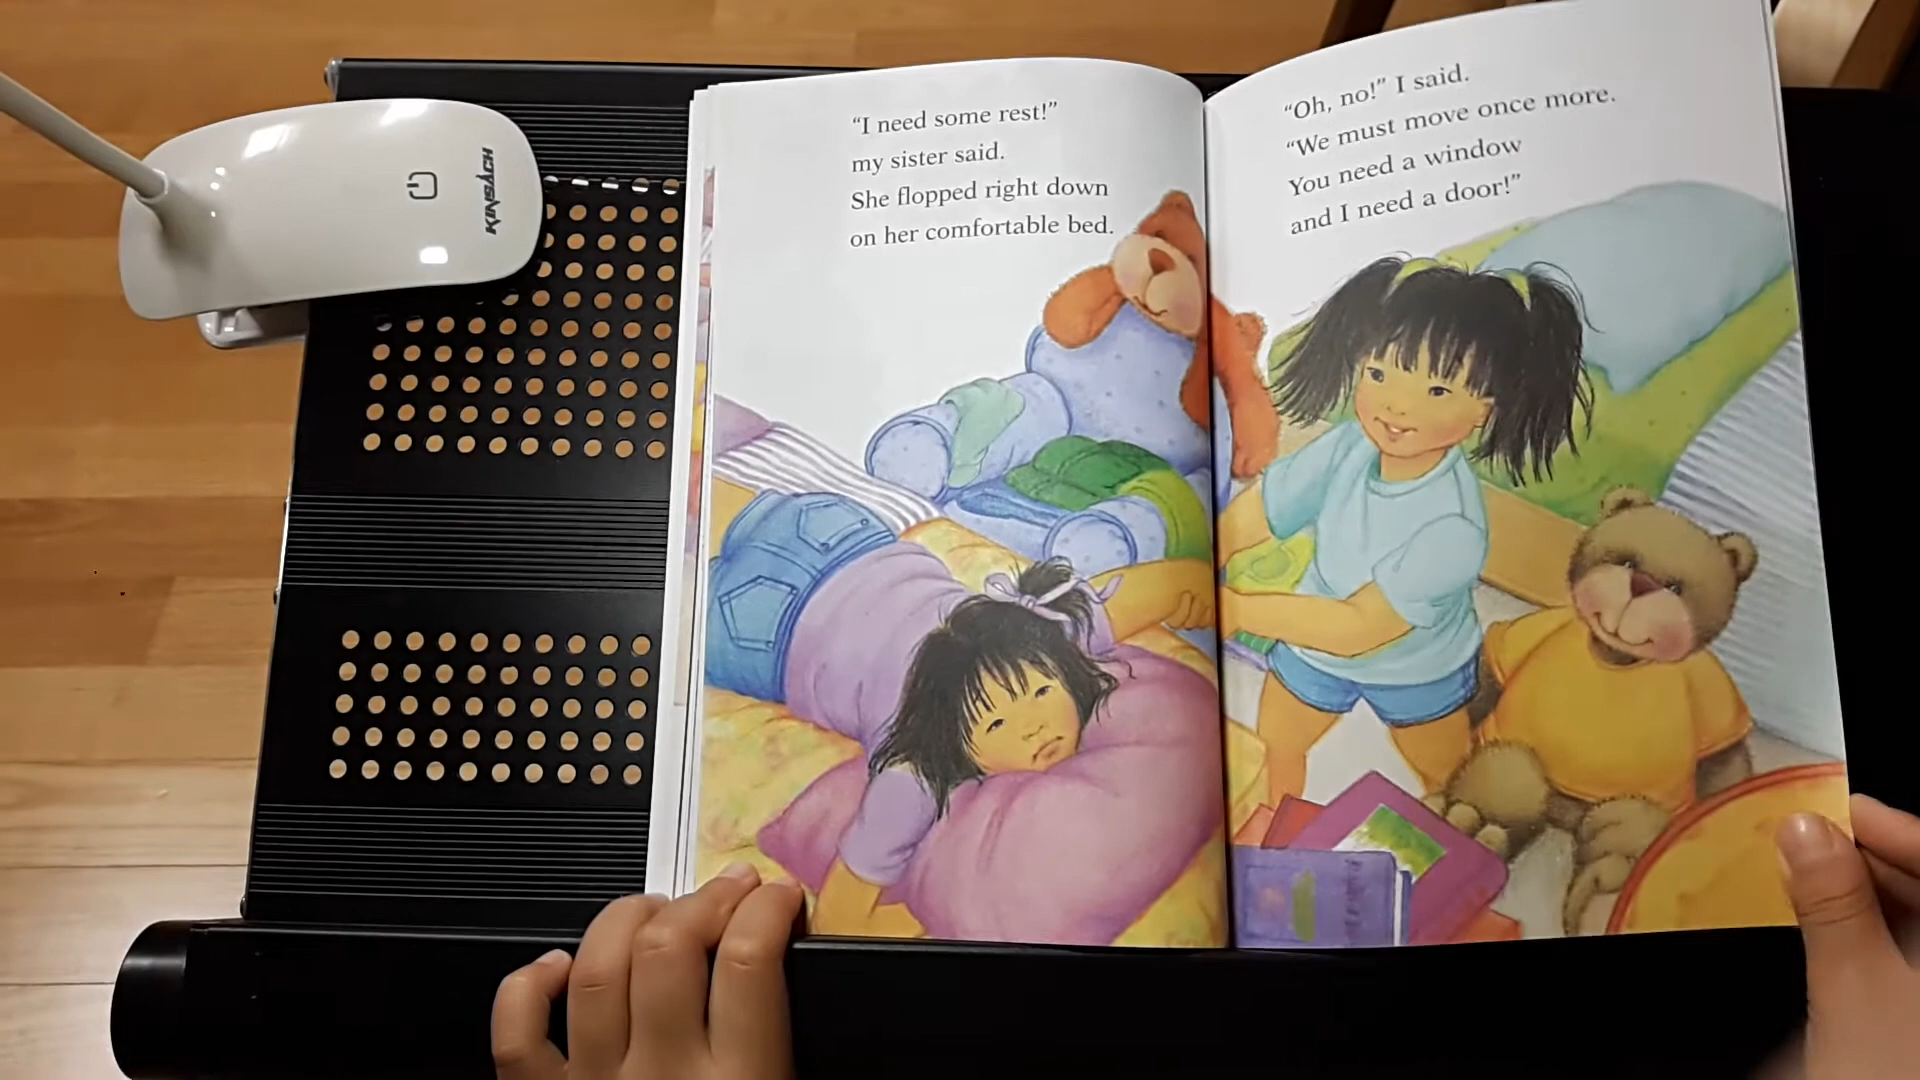 KINSACH
“I need some rest!”
my sister said.
She flopped right down
on her comfortable bed.
“Oh, no!” I said.
“We must move once more.
You need a window
and I need a door!”